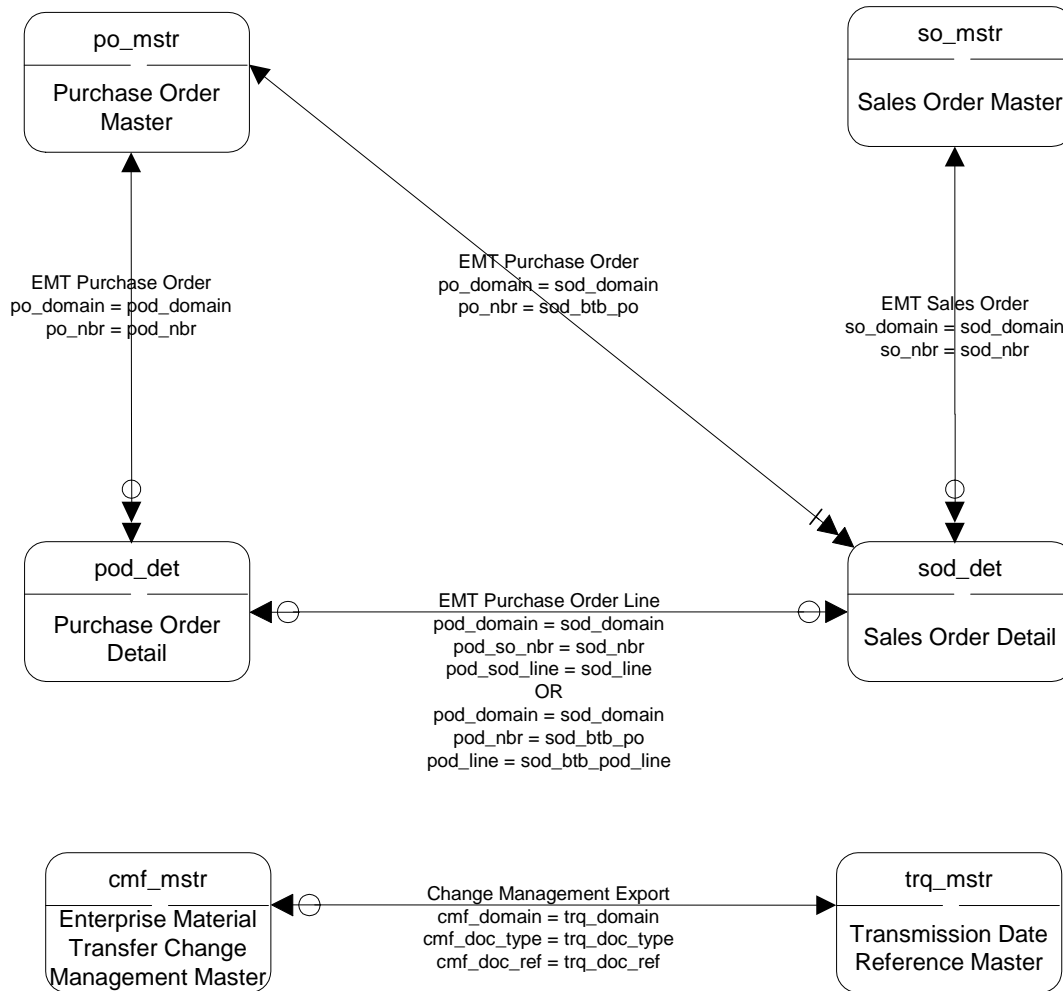 po_mstr
Purchase Order
Master
so_mstr
Sales Order Master
EMT Purchase Order
po_domain = pod_domain
po_nbr = pod_nbr
EMT Purchase Order
po_domain = sod_domain
po_nbr = sod_btb_po
EMT Sales Order
so_domain = sod_domain
so_nbr = sod_nbr
pod_det
Purchase Order
Detail
EMT Purchase Order Line
pod_domain = sod_domain
pod_so_nbr = sod_nbr
pod_sod_line = sod_line
OR
pod_domain = sod_domain
pod_nbr = sod_btb_po
pod_line = sod_btb_pod_line
sod_det
Sales Order Detail
cmf_mstr
Enterprise Material
Transfer Change
Management Master
Change Management Export
cmf_domain = trq_domain
cmf_doc_type = trq_doc_type
cmf_doc_ref = trq_doc_ref
trq_mstr
Transmission Date
Reference Master